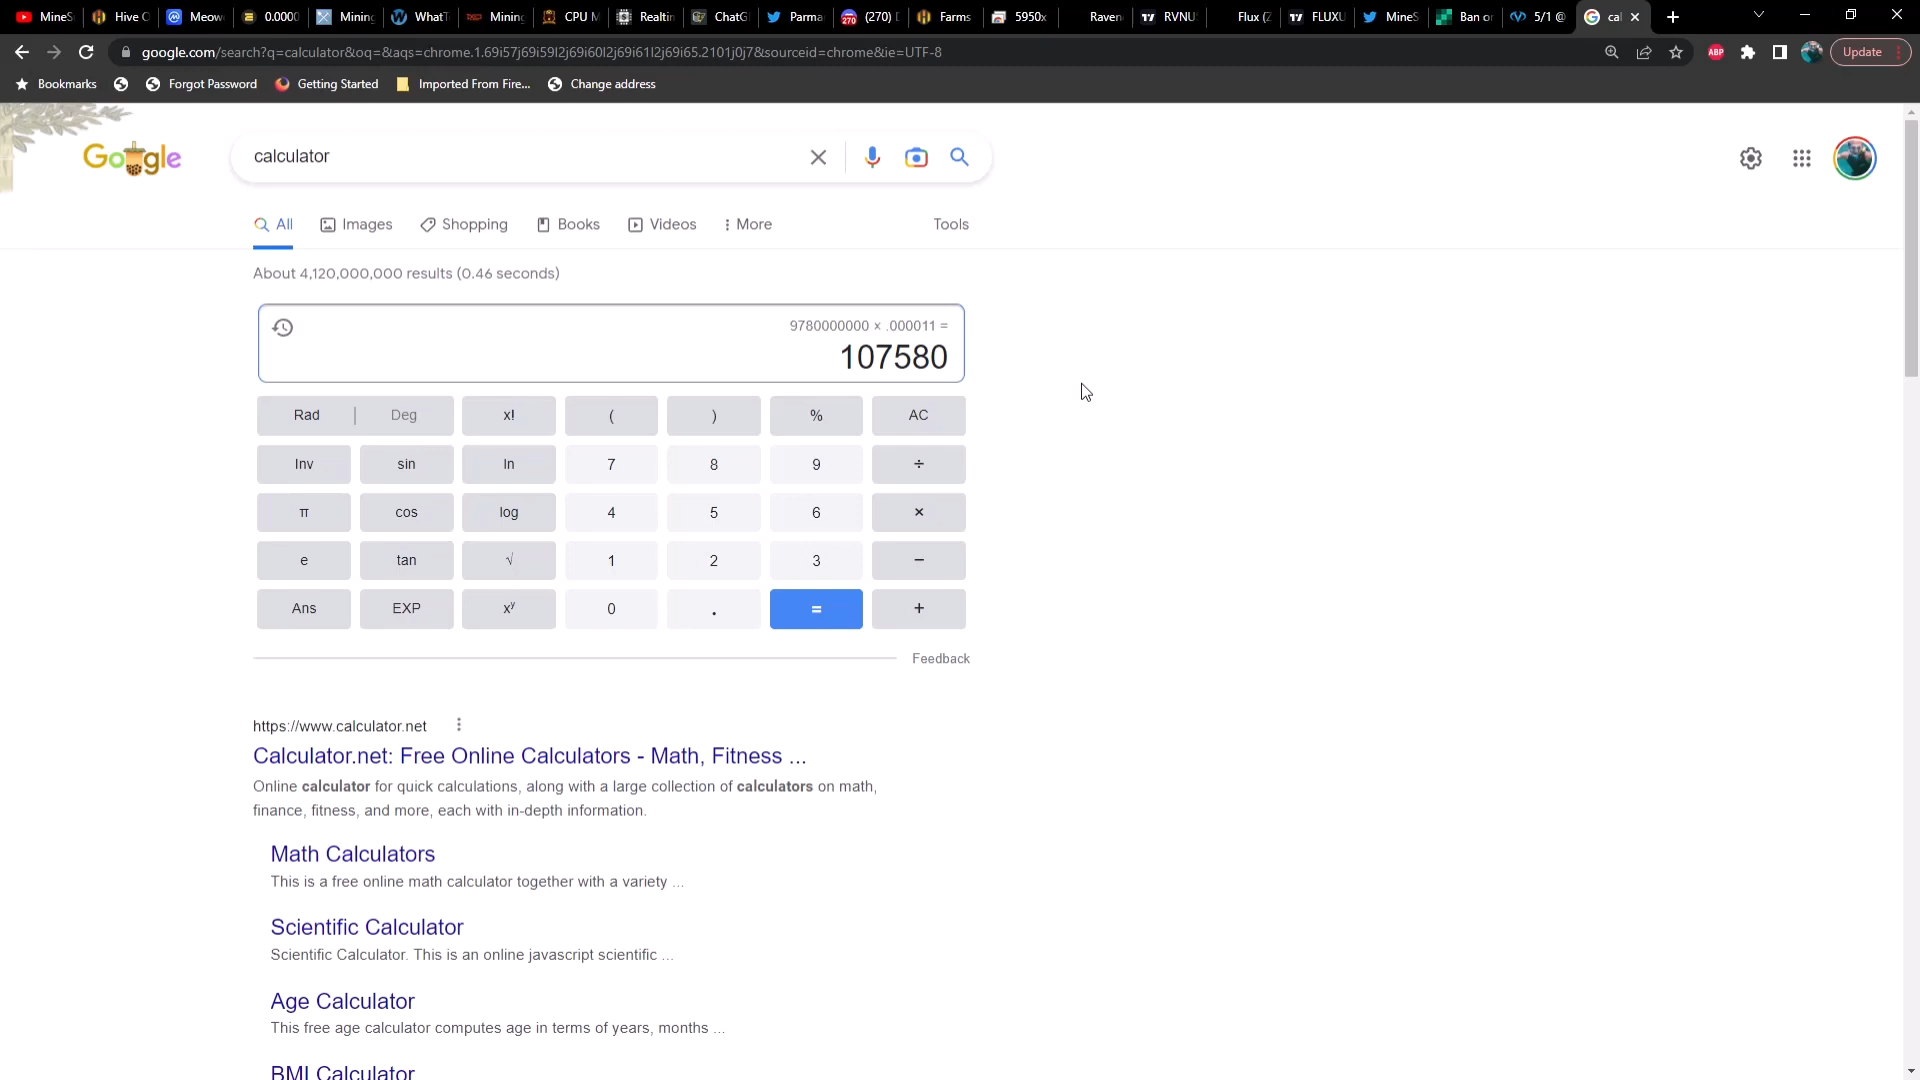 MineS
Hive O
Meow
0.0000
Mining
WhatT
Mining
CPU M
Realtin
ChatG
Parma
(270)
Farms
5950x
Raven
RVNU
Flux (Z
FLUXU
MineS
Ban or
5/1 @
cal
google.com/search?q=calculator&oq=&aqs=chrome.1.69i57j69i59l2j69i60l2j69i61l2j69i65.2101j0j7&sourceid=chrome&ie=UTF-8
ABP
Update
Bookmarks
Forgot Password
Getting Started
Imported From Fire...
Change address
Google
calculator
All
Images
Shopping
Books
Videos
More
Tools
About 4,120,000,000 results (0.46 seconds)
9780000000 × .000011 =
107580
Rad | Deg x! ( ) % AC
Inv sin ln 7 8 9 ÷
π cos log 4 5 6 ×
e tan √ 1 2 3 −
Ans EXP xʸ 0 . = +
Feedback
https://www.calculator.net
Calculator.net: Free Online Calculators - Math, Fitness ...
Online calculator for quick calculations, along with a large collection of calculators on math,
finance, fitness, and more, each with in-depth information.
Math Calculators
This is a free online math calculator together with a variety ...
Scientific Calculator
Scientific Calculator. This is an online javascript scientific ...
Age Calculator
This free age calculator computes age in terms of years, months ...
BMI Calculator